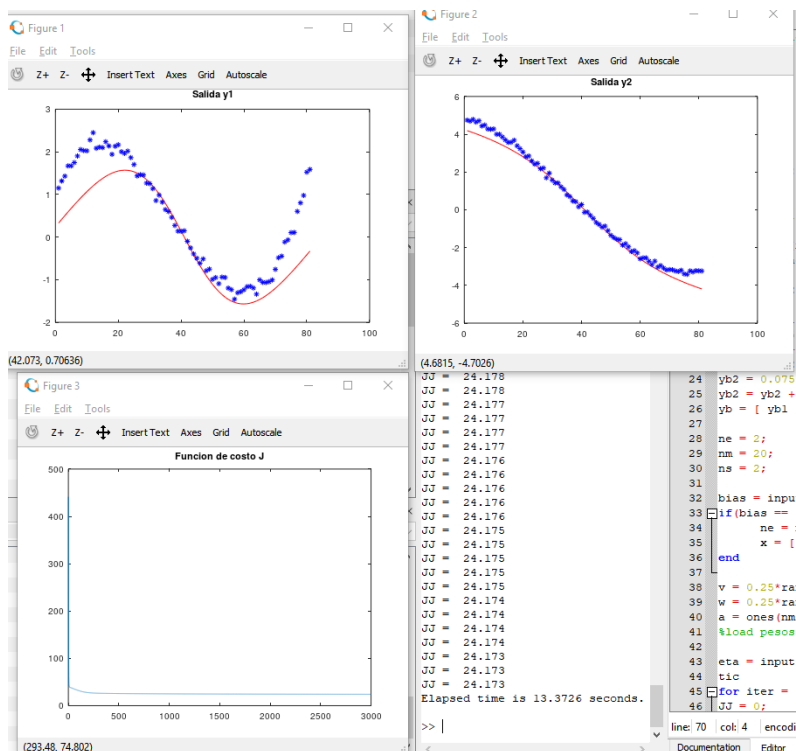 Figure 1
File Edit Tools
Z+ Z- Insert Text Axes Grid Autoscale
Salida y1
3
2
1
0
-1
-2
0 20 40 60 80 100
(42.073, 0.70636)
Figure 2
File Edit Tools
Z+ Z- Insert Text Axes Grid Autoscale
Salida y2
6
4
2
0
-2
-4
-6
0 20 40 60 80 100
(4.6815, -4.7026)
Figure 3
File Edit Tools
Z+ Z- Insert Text Axes Grid Autoscale
Funcion de costo J
500
400
300
200
100
0
0 500 1000 1500 2000 2500 3000
(293.48, 74.802)
JJ = 24.178
JJ = 24.178
JJ = 24.177
JJ = 24.177
JJ = 24.177
JJ = 24.177
JJ = 24.176
JJ = 24.176
JJ = 24.176
JJ = 24.176
JJ = 24.176
JJ = 24.175
JJ = 24.175
JJ = 24.175
JJ = 24.175
JJ = 24.175
JJ = 24.174
JJ = 24.174
JJ = 24.174
JJ = 24.174
JJ = 24.173
JJ = 24.173
JJ = 24.173
Elapsed time is 13.3726 seconds.
>>
24 yb2 = 0.075
25 yb2 = yb2 +
26 yb = [ yb1
27
28 ne = 2;
29 nm = 20;
30 ns = 2;
31
32 bias = input
33 if(bias ==
34 ne =
35 x = [
36 end
37
38 v = 0.25*ra
39 w = 0.25*ra
40 a = ones(nm
41 %load pesos
42
43 eta = input
44 tic
45 for iter =
46 JJ = 0;
line: 70 col: 4 encodi
Documentation Editor